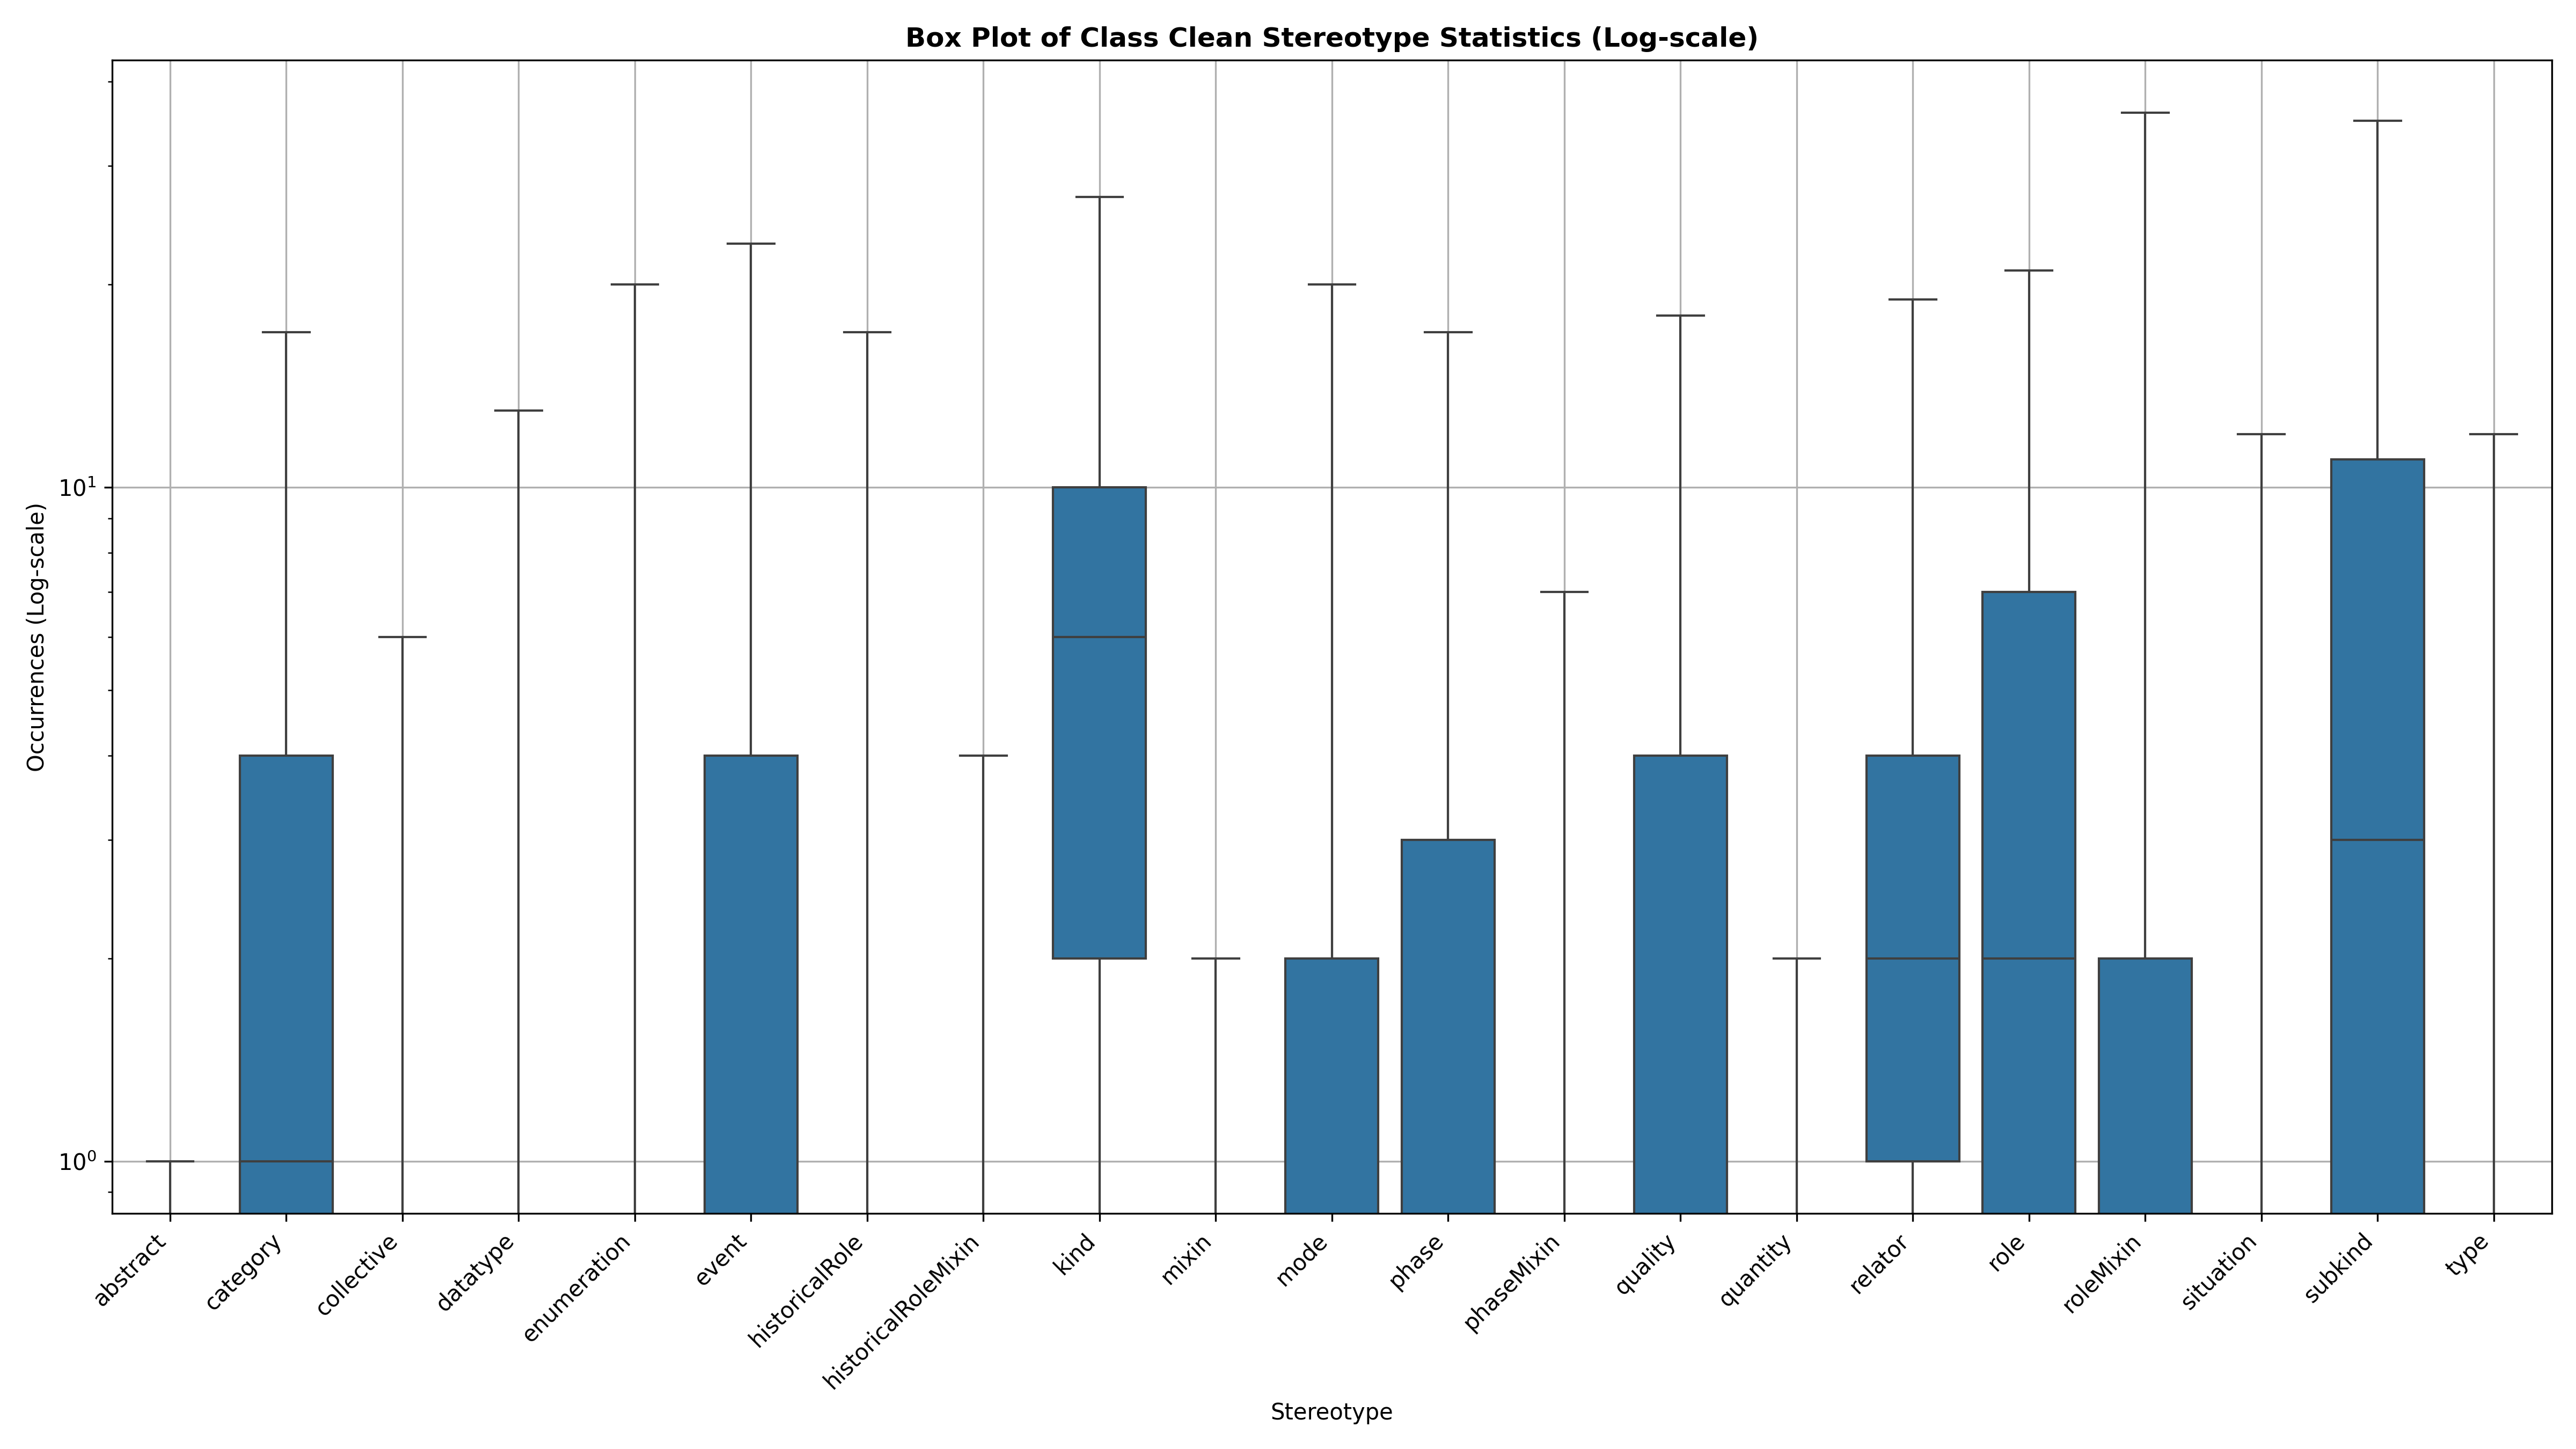 Box Plot of Class Clean Stereotype Statistics (Log-scale)
Occurrences (Log-scale)
10¹
10⁰
abstract
category
collective
datatype
enumeration
event
historicalRole
historicalRoleMixin
kind
mixin
mode
phase
phaseMixin
quality
quantity
relator
role
roleMixin
situation
subkind
type
Stereotype